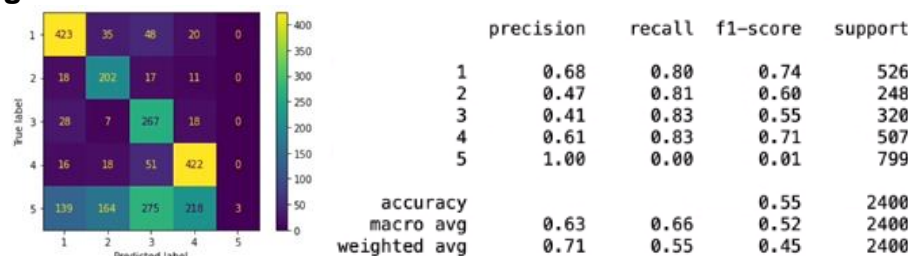 1 423 35 48 20 0
2 18 202 17 11 0
3 28 7 267 18 0
4 16 18 51 422 0
5 139 164 275 218 3
1 2 3 4 5
True label
Predicted label
400
350
300
250
200
150
100
50
0
precision recall f1-score support
1 0.68 0.80 0.74 526
2 0.47 0.81 0.60 248
3 0.41 0.83 0.55 320
4 0.61 0.83 0.71 507
5 1.00 0.00 0.01 799
accuracy 0.55 2400
macro avg 0.63 0.66 0.52 2400
weighted avg 0.71 0.55 0.45 2400